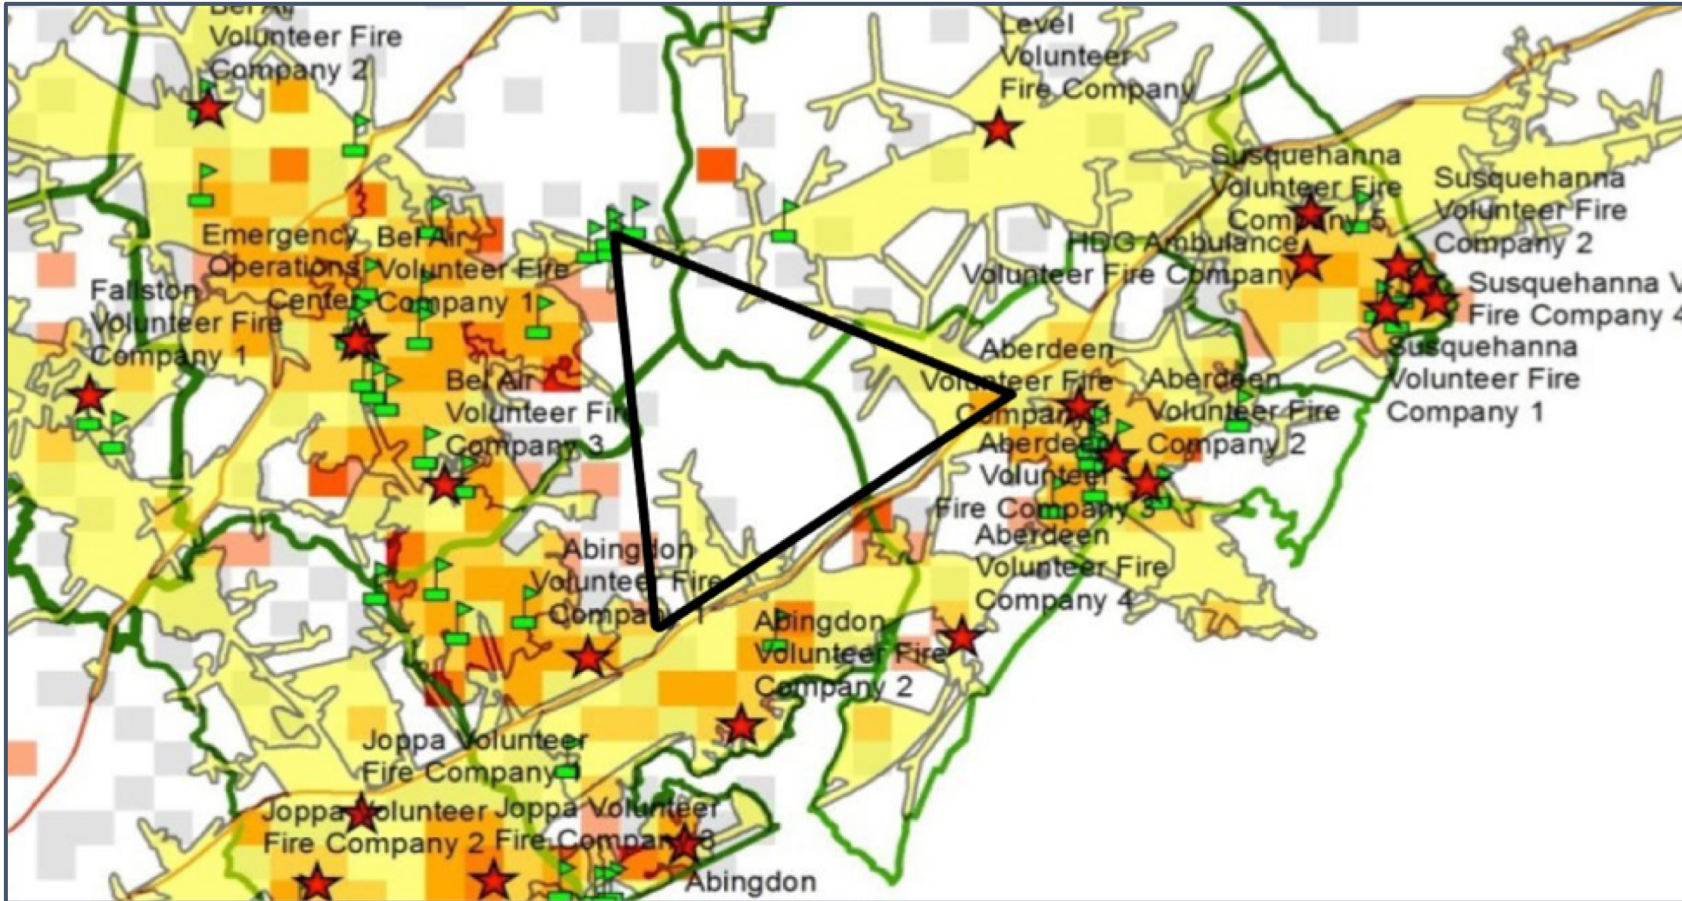 Bel Air
Volunteer Fire
Company 2
Level
Volunteer
Fire Company
Susquehanna
Volunteer Fire
Company 5
Susquehanna
Volunteer Fire
Company 2
HDG Ambulance
Volunteer Fire Company
Emergency
Operations
Center
Bel Air
Volunteer Fire
Company 1
Fallston
Volunteer Fire
Company 1
Susquehanna V
Fire Company 4
Susquehanna
Volunteer Fire
Company 1
Aberdeen
Volunteer Fire
Company 1
Aberdeen
Volunteer Fire
Company 2
Bel Air
Volunteer Fire
Company 3
Aberdeen
Volunteer
Fire Company 3
Aberdeen
Volunteer Fire
Company 4
Abingdon
Volunteer Fire
Company 1
Abingdon
Volunteer Fire
Company 2
Joppa Volunteer
Fire Company 1
Joppa Volunteer
Fire Company 2
Joppa Volunteer
Fire Company 3
Abingdon